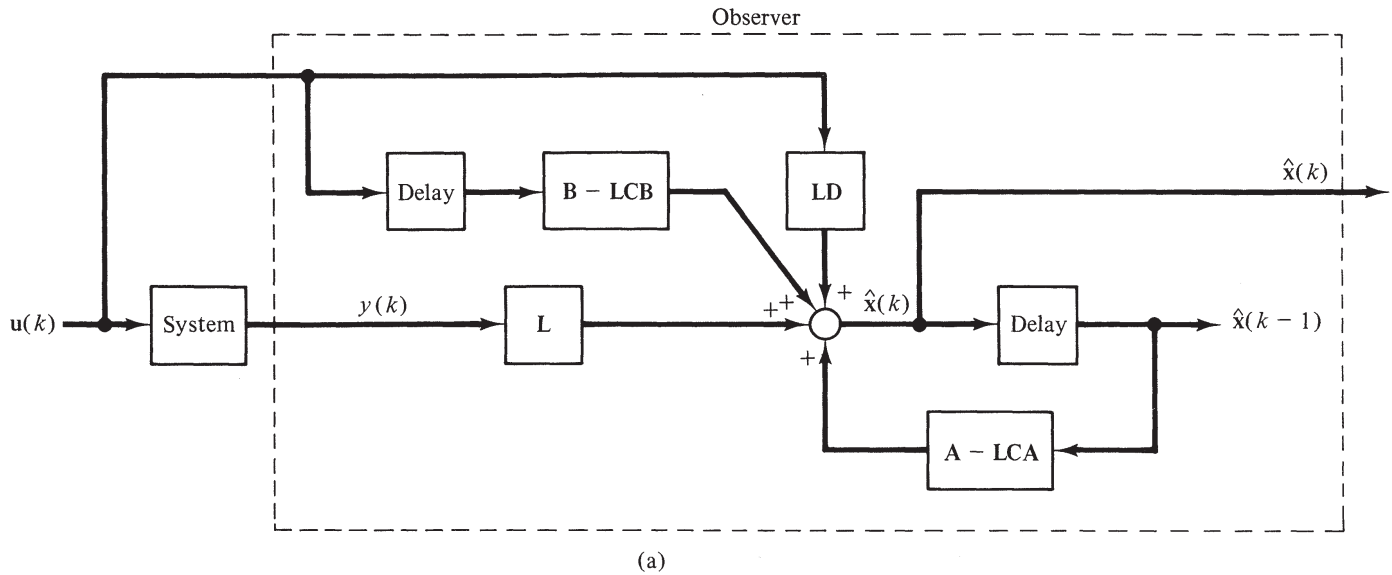 Observer
Delay
B − LCB
LD
x̂(k)
u(k)
System
y(k)
L
+
+
+
+
x̂(k)
Delay
x̂(k − 1)
A − LCA
(a)